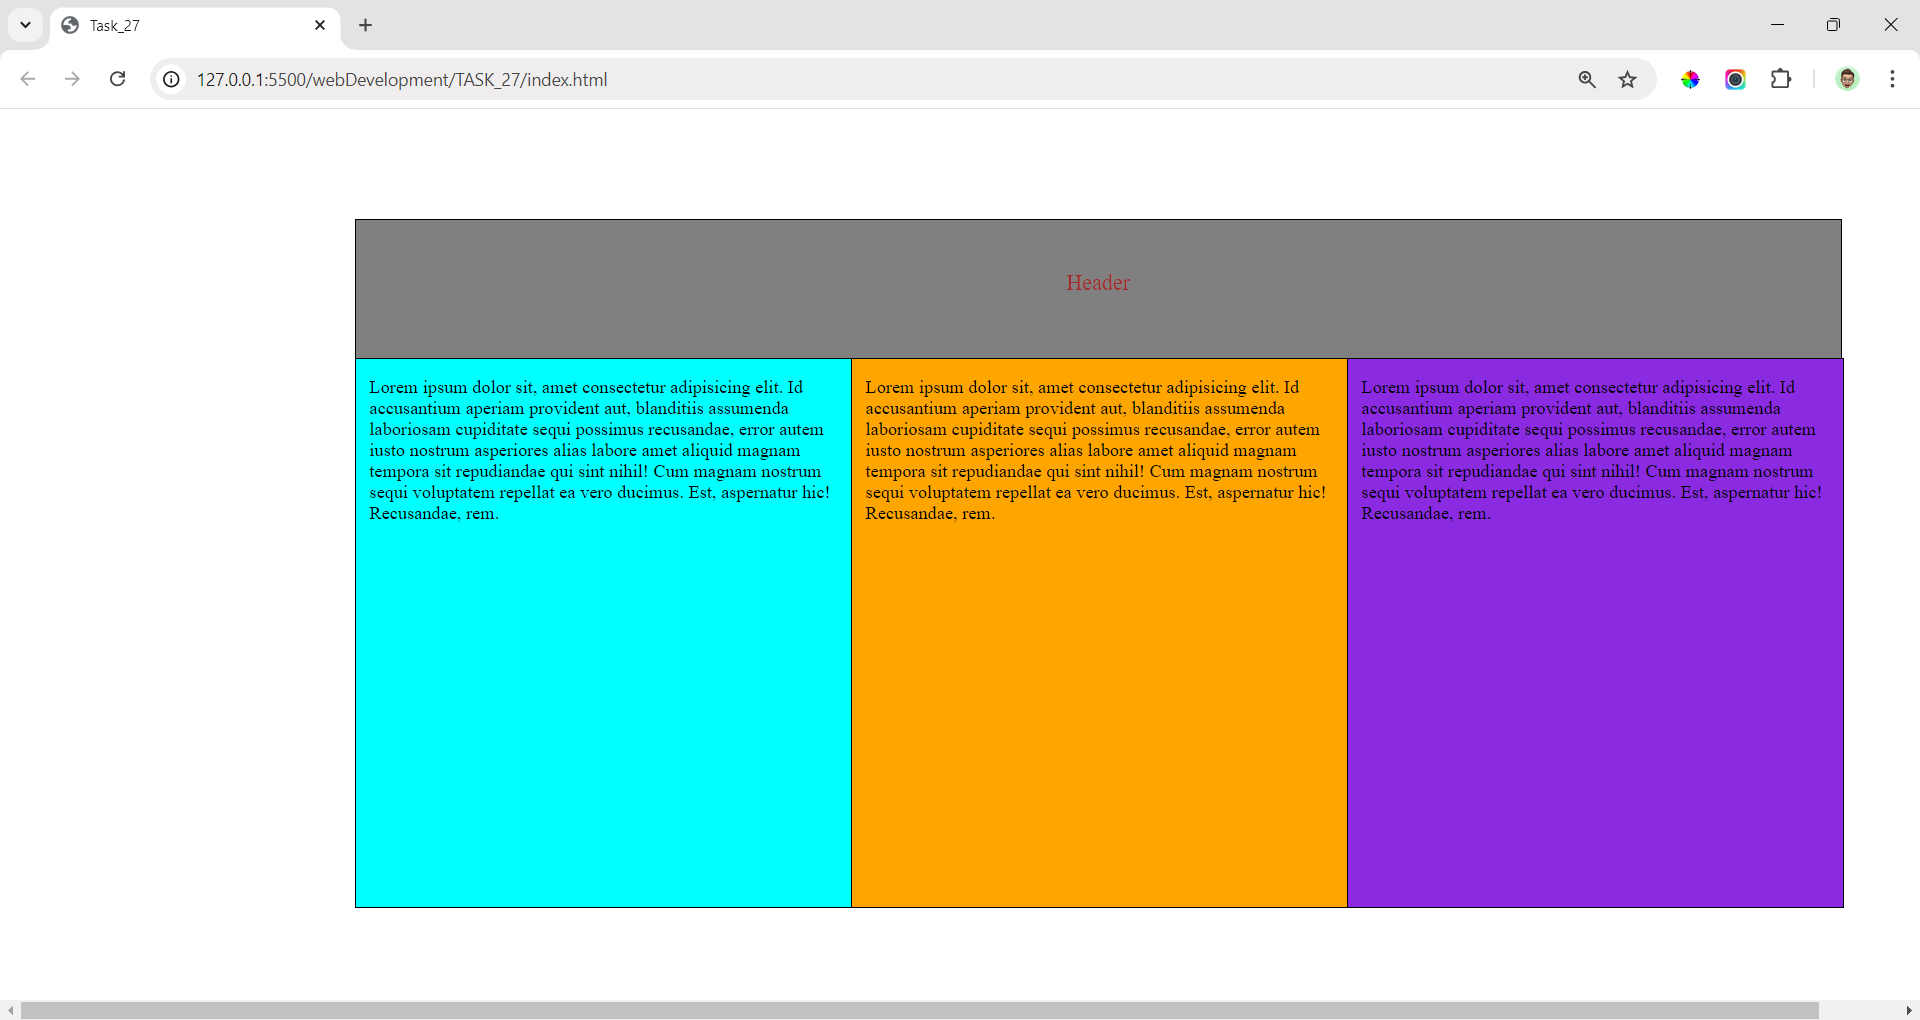 Task_27
127.0.0.1:5500/webDevelopment/TASK_27/index.html
Header
Lorem ipsum dolor sit, amet consectetur adipisicing elit. Id
accusantium aperiam provident aut, blanditiis assumenda
laboriosam cupiditate sequi possimus recusandae, error autem
iusto nostrum asperiores alias labore amet aliquid magnam
tempora sit repudiandae qui sint nihil! Cum magnam nostrum
sequi voluptatem repellat ea vero ducimus. Est, aspernatur hic!
Recusandae, rem.
Lorem ipsum dolor sit, amet consectetur adipisicing elit. Id
accusantium aperiam provident aut, blanditiis assumenda
laboriosam cupiditate sequi possimus recusandae, error autem
iusto nostrum asperiores alias labore amet aliquid magnam
tempora sit repudiandae qui sint nihil! Cum magnam nostrum
sequi voluptatem repellat ea vero ducimus. Est, aspernatur hic!
Recusandae, rem.
Lorem ipsum dolor sit, amet consectetur adipisicing elit. Id
accusantium aperiam provident aut, blanditiis assumenda
laboriosam cupiditate sequi possimus recusandae, error autem
iusto nostrum asperiores alias labore amet aliquid magnam
tempora sit repudiandae qui sint nihil! Cum magnam nostrum
sequi voluptatem repellat ea vero ducimus. Est, aspernatur hic!
Recusandae, rem.